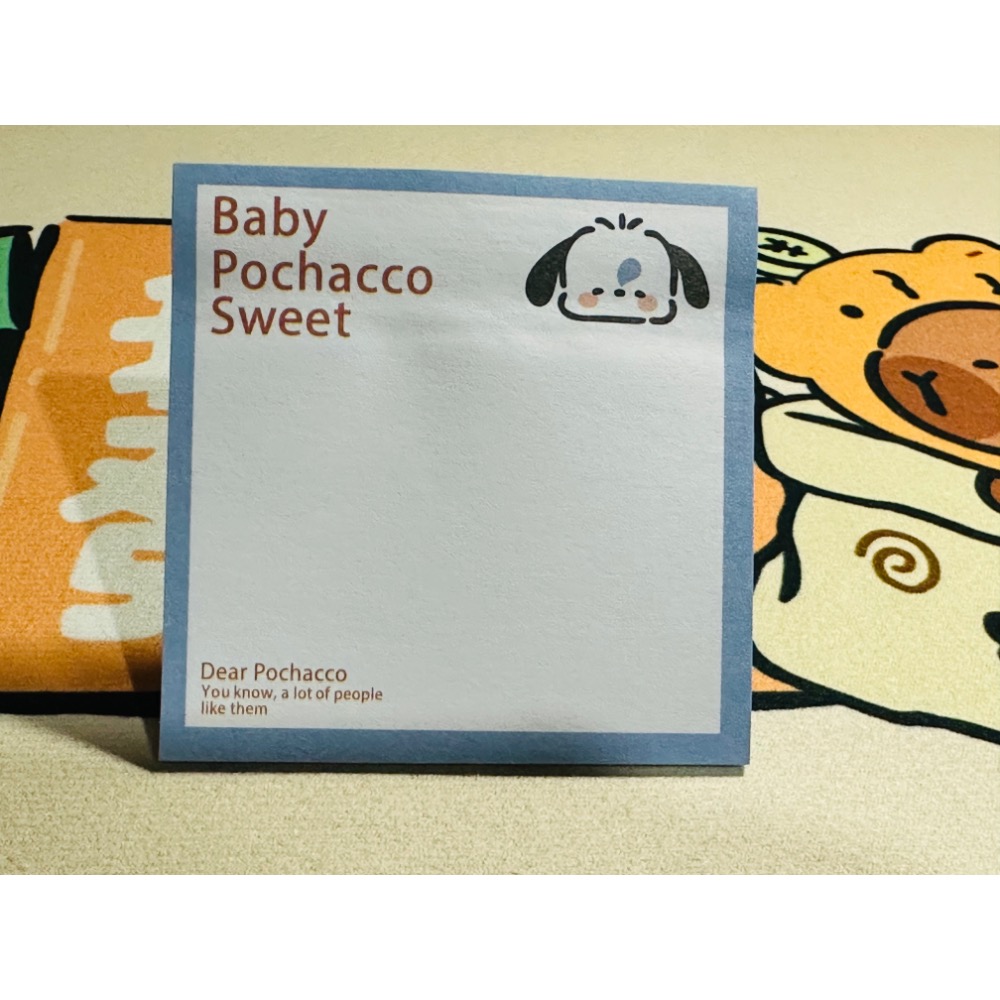 Baby
Pochacco
Sweet
Dear Pochacco
You know, a lot of people
like them